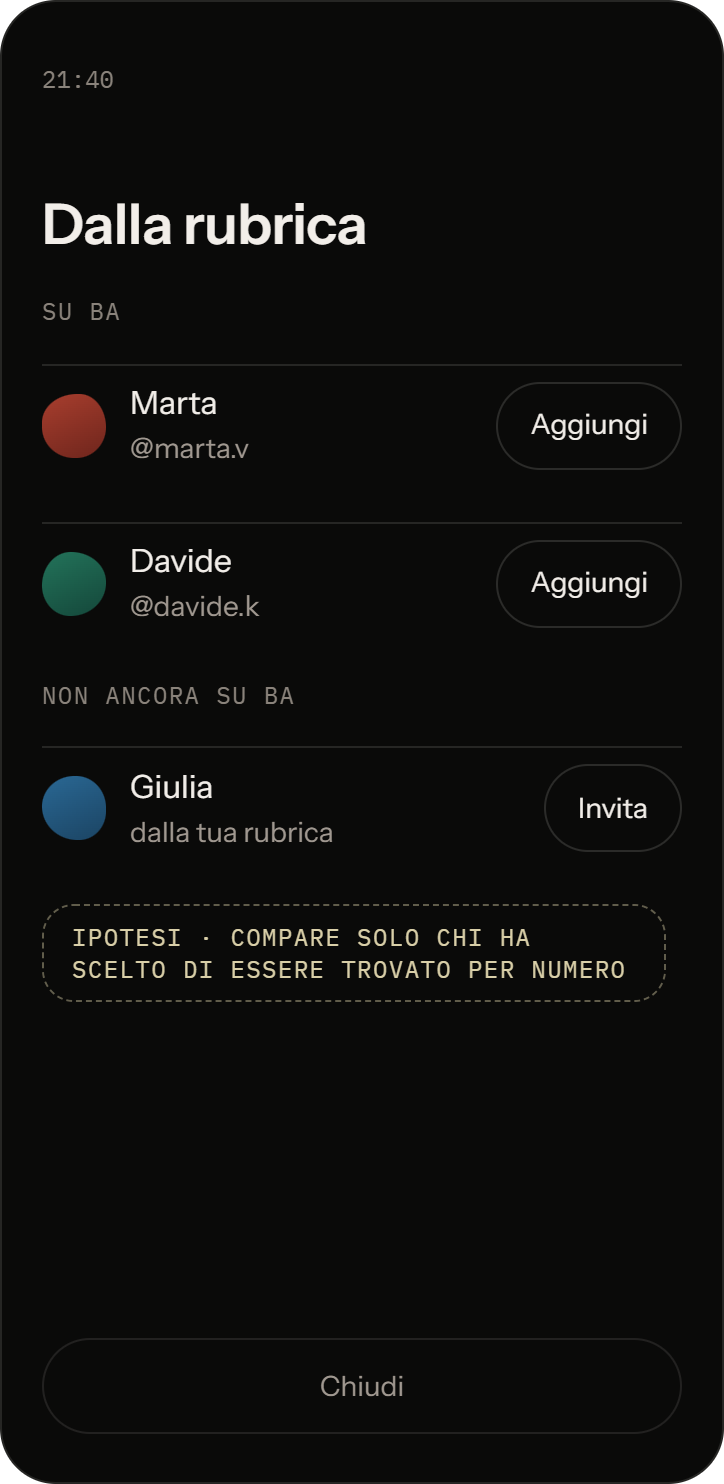 21:40
Dalla rubrica
SU BA
Marta
@marta.v
Aggiungi
Davide
@davide.k
Aggiungi
NON ANCORA SU BA
Giulia
dalla tua rubrica
Invita
IPOTESI · COMPARE SOLO CHI HA
SCELTO DI ESSERE TROVATO PER NUMERO
Chiudi